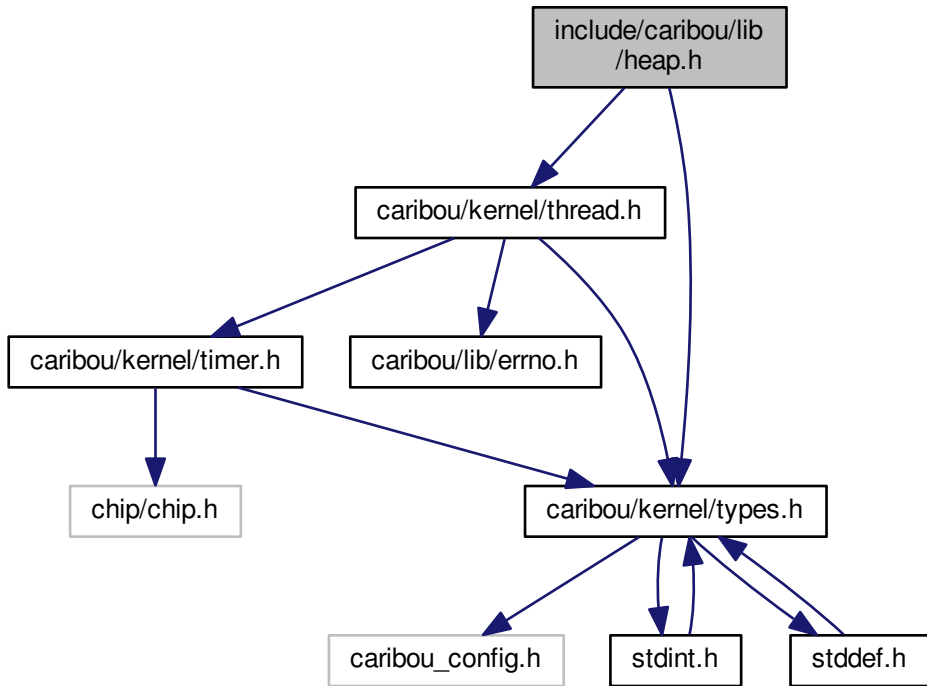 include/caribou/lib
/heap.h
caribou/kernel/thread.h
caribou/kernel/timer.h
caribou/lib/errno.h
chip/chip.h
caribou/kernel/types.h
caribou_config.h
stdint.h
stddef.h